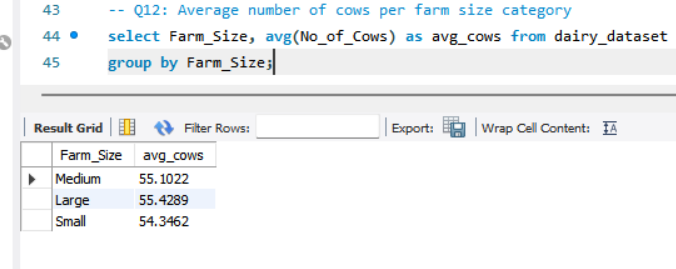 43 -- Q12: Average number of cows per farm size category
44 select Farm_Size, avg(No_of_Cows) as avg_cows from dairy_dataset
45 group by Farm_Size;
Result Grid Filter Rows: Export: Wrap Cell Content: IA
Farm_Size avg_cows
Medium 55.1022
Large 55.4289
Small 54.3462